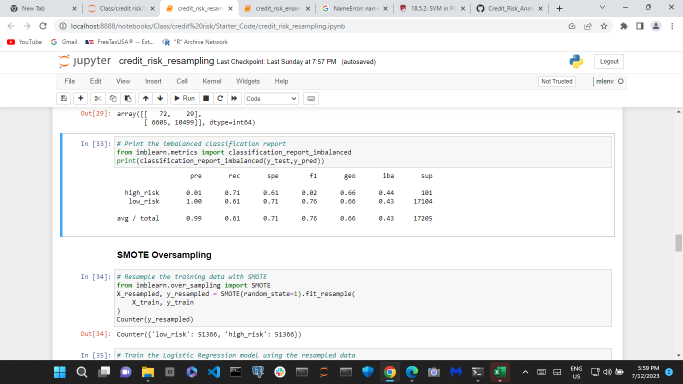 New Tab
Class/credit risk/S
credit_risk_resam
credit_risk_ensem
NameError name
18.5.2: SVM in P
Credit_Risk_Anal
localhost:8888/notebooks/Class/credit%20risk/Starter_Code/credit_risk_resampling.ipynb
YouTube
Gmail
FreeTaxUSA® -- Ext...
"R" Archive Network
jupyter credit_risk_resampling Last Checkpoint: Last Sunday at 7:57 PM (autosaved)
Logout
File Edit View Insert Cell Kernel Widgets Help
Not Trusted
mlenv
Run
Code
Out[29]: array([[ 72, 29],
[ 6605, 10499]], dtype=int64)
In [33]: # Print the imbalanced classification report
from imblearn.metrics import classification_report_imbalanced
print(classification_report_imbalanced(y_test,y_pred))
pre rec spe f1 geo iba sup
high_risk 0.01 0.71 0.61 0.02 0.66 0.44 101
low_risk 1.00 0.61 0.71 0.76 0.66 0.43 17104
avg / total 0.99 0.61 0.71 0.76 0.66 0.43 17205
SMOTE Oversampling
In [34]: # Resample the training data with SMOTE
from imblearn.over_sampling import SMOTE
X_resampled, y_resampled = SMOTE(random_state=1).fit_resample(
X_train, y_train
)
Counter(y_resampled)
Out[34]: Counter({'low_risk': 51366, 'high_risk': 51366})
In [35]: # Train the Logistic Regression model using the resampled data
ENG
US
5:59 PM
7/12/2023